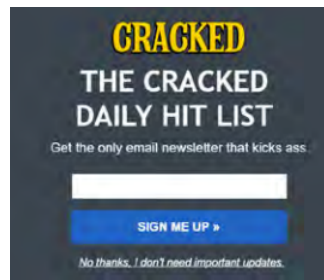 CRACKED
THE CRACKED
DAILY HIT LIST
Get the only email newsletter that kicks ass.
SIGN ME UP »
No thanks, I don't need important updates.